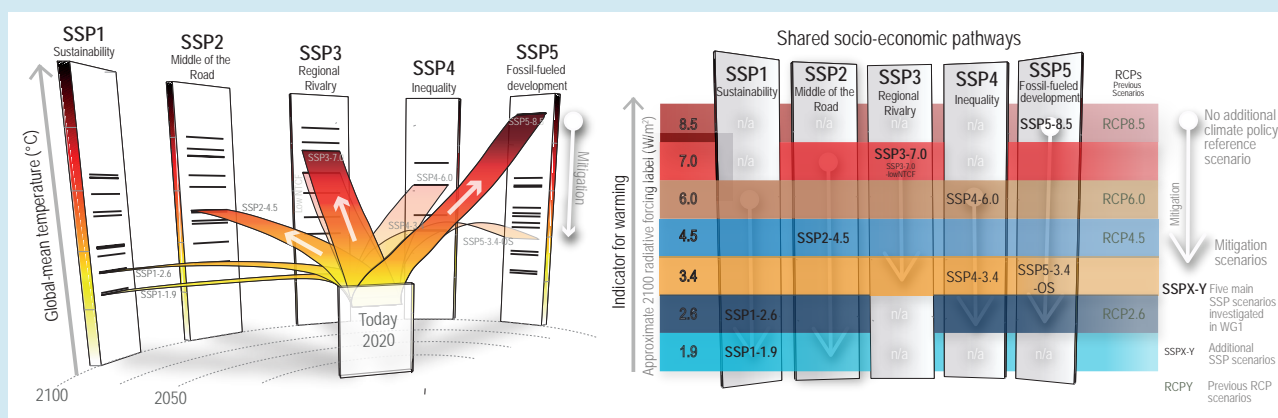 SSP1
Sustainability
SSP2
Middle of the
Road
SSP3
Regional
Rivalry
SSP4
Inequality
SSP5
Fossil-fueled
development
Global-mean temperature (°C)
SSP5-8.5
SSP3-7.0
LowNTCF
SSP4-6.0
SSP2-4.5
SSP5-3.4-OS
SSP1-2.6
SSP1-1.9
Mitigation
Today
2020
2100
2050
Shared socio-economic pathways
SSP1
Sustainability
SSP2
Middle of the
Road
SSP3
Regional
Rivalry
SSP4
Inequality
SSP5
Fossil-fueled
development
RCPs
Previous
Scenarios
Indicator for warming
Approximate 2100 radiative forcing label (W/m²)
8.5 n/a n/a n/a n/a SSP5-8.5 RCP8.5
7.0 n/a SSP3-7.0 n/a
SSP3-7.0
-lowNTCF
6.0 SSP4-6.0 RCP6.0
4.5 SSP2-4.5 RCP4.5
3.4 SSP4-3.4 SSP5-3.4
-OS
2.6 SSP1-2.6 n/a RCP2.6
1.9 SSP1-1.9 n/a n/a n/a
No additional
climate policy
reference
scenario
Mitigation
Mitigation
scenarios
SSPX-Y Five main
SSP scenarios
investigated
in WG1
SSPX-Y Additional
SSP scenarios
RCPY Previous RCP
scenarios